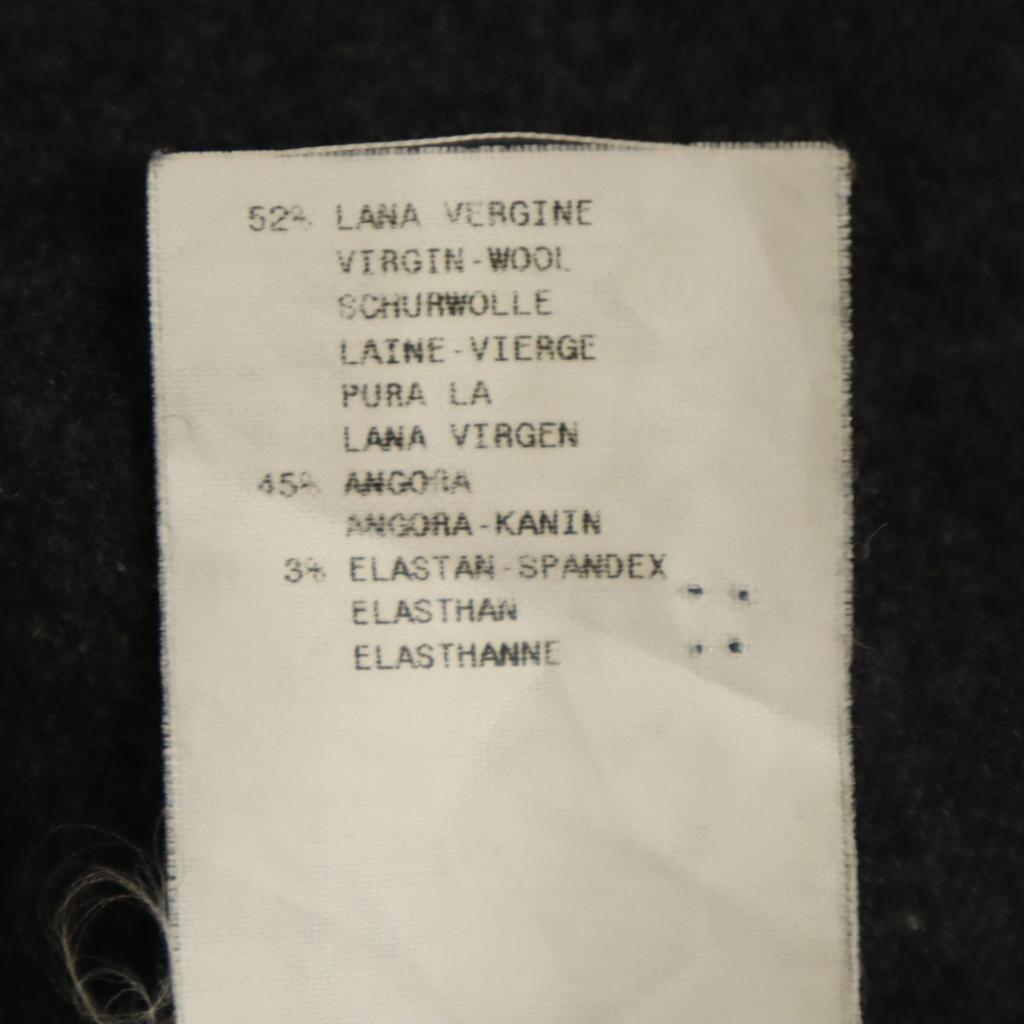 52% LANA VERGINE
VIRGIN-WOOL
SCHURWOLLE
LAINE-VIERGE
PURA LA
LANA VIRGEN
45% ANGORA
ANGORA-KANIN
3% ELASTAN-SPANDEX
ELASTHAN
ELASTHANNE